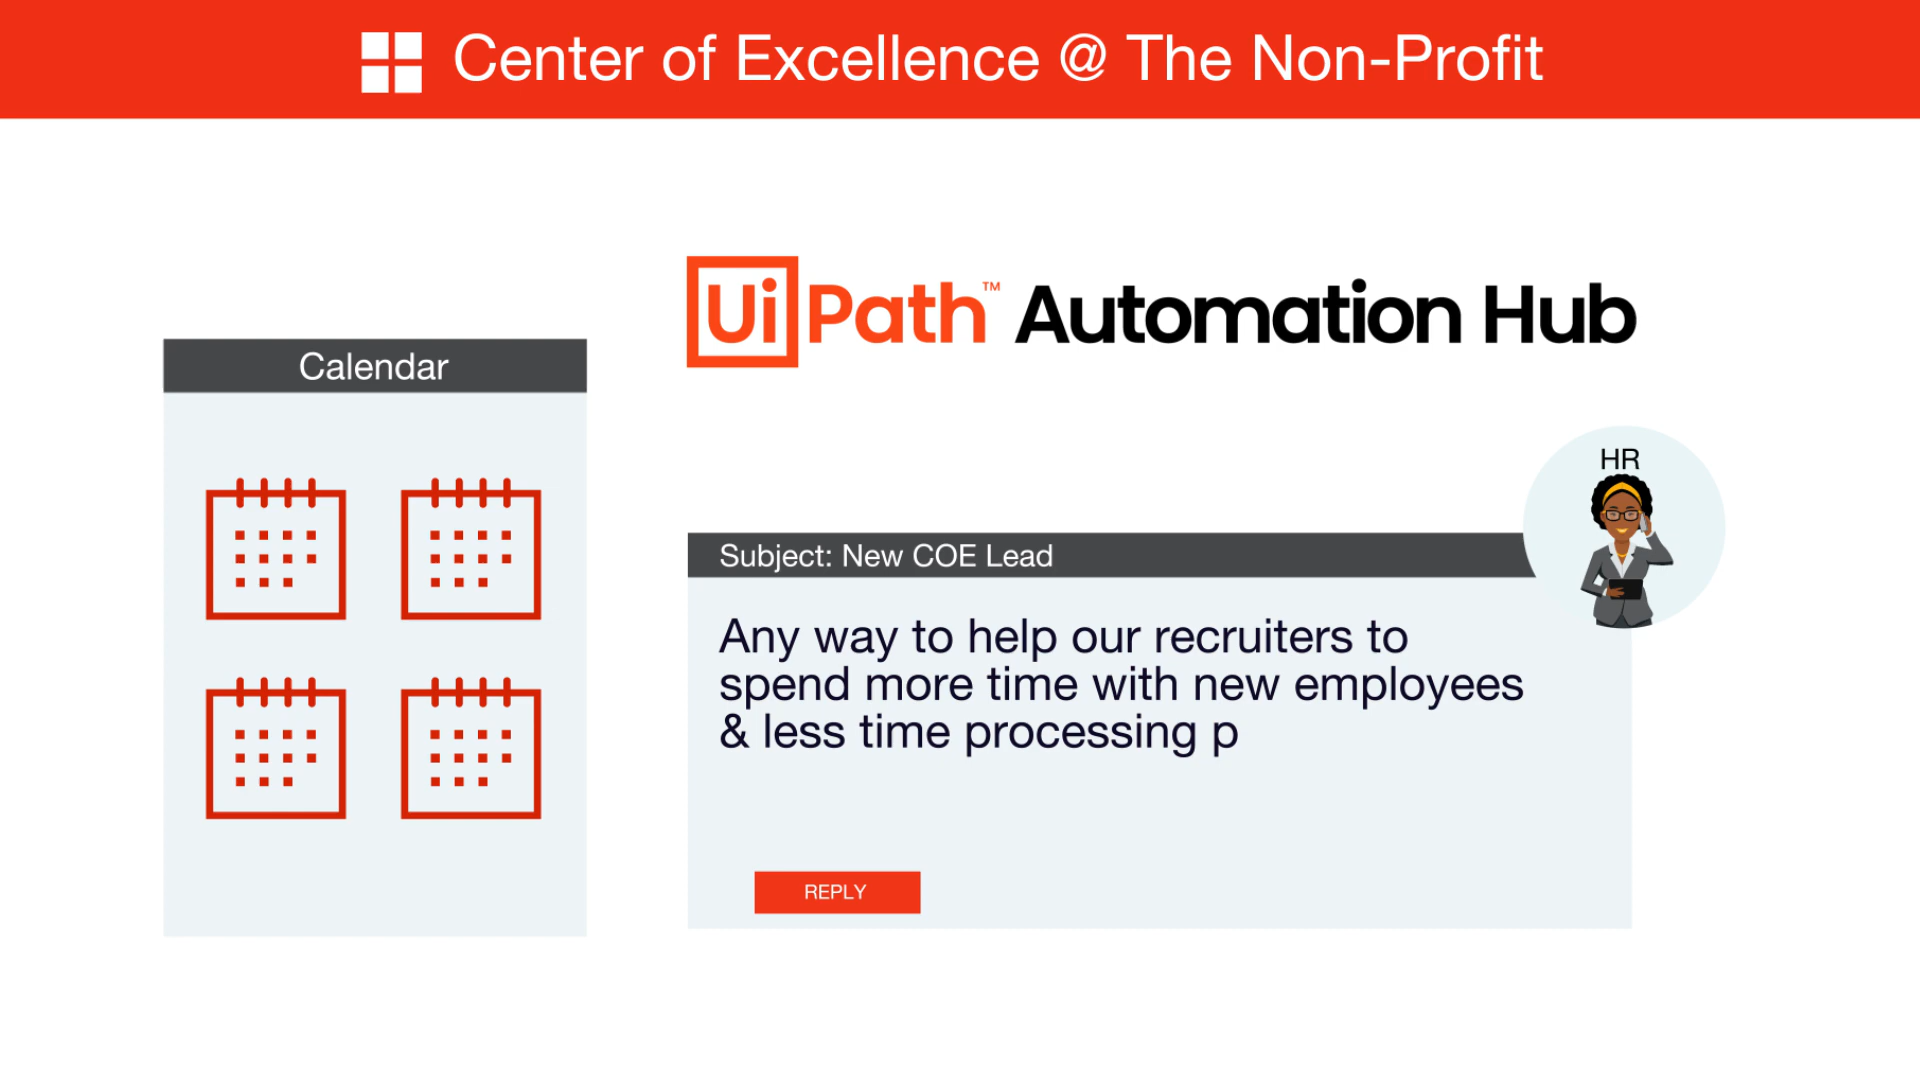 Center of Excellence @ The Non-Profit
UiPath™ Automation Hub
Calendar
HR
Subject: New COE Lead
Any way to help our recruiters to
spend more time with new employees
& less time processing p
REPLY